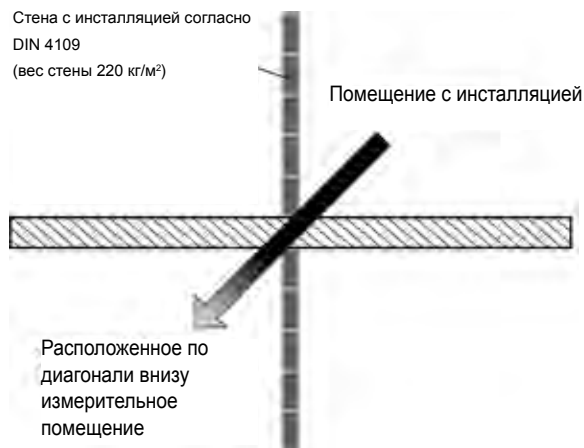 Стена с инсталляцией согласно
DIN 4109
(вес стены 220 кг/м²)
Помещение с инсталляцией
Расположенное по
диагонали внизу
измерительное
помещение